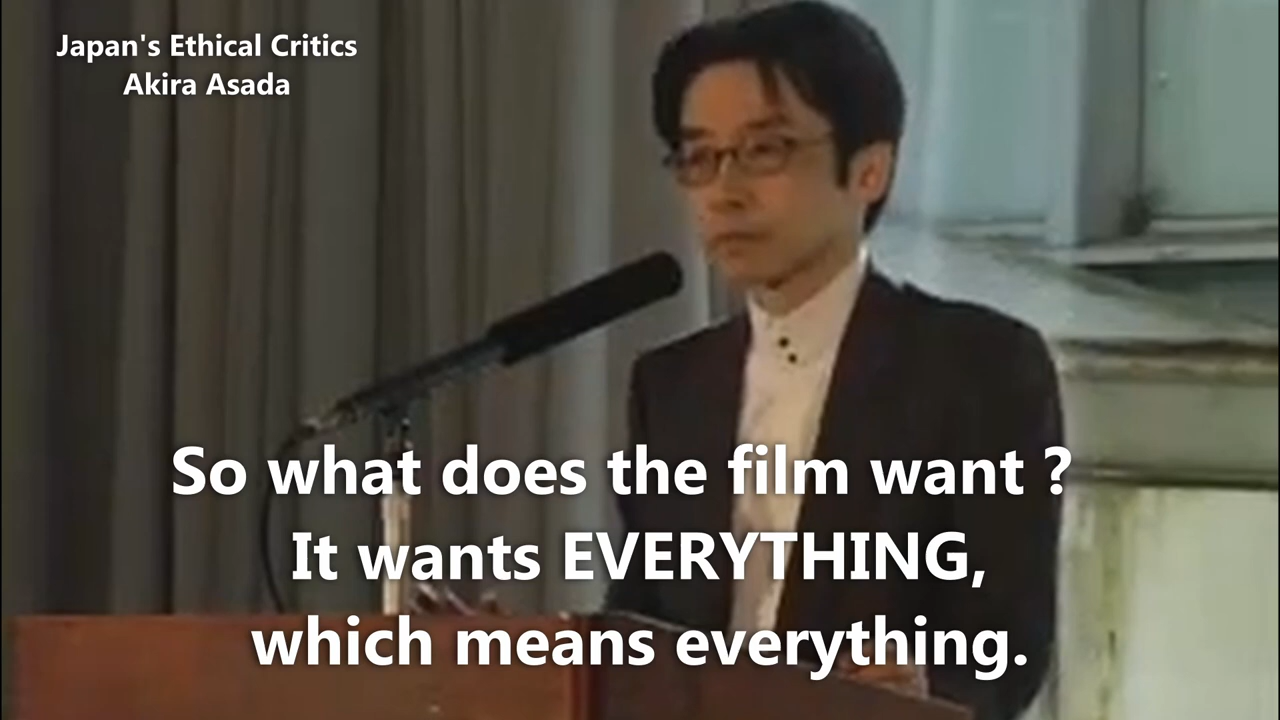 Japan's Ethical Critics
Akira Asada
So what does the film want ?
It wants EVERYTHING,
which means everything.